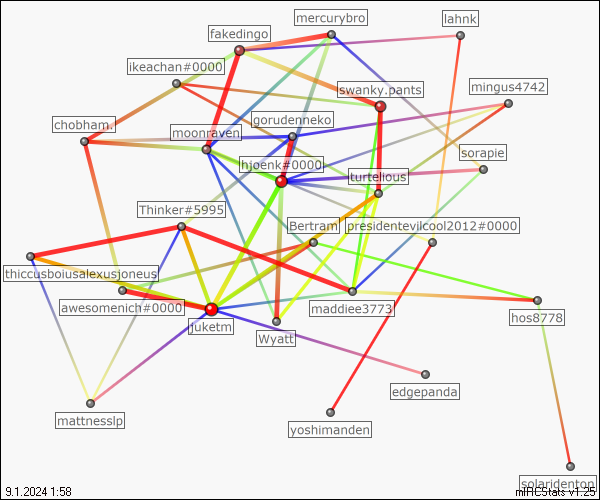 mercurybro
lahnk
fakedingo
ikeachan#0000
swanky.pants
mingus4742
chobham
gorudenneko
moonraven
sorapie
hjoenk#0000
turtelious
Thinker#5995
Bertram
presidentevilcool2012#0000
thiccusboiusalexusjoneus
awesomenich#0000
maddiee3773
hos8778
juketm
Wyatt
edgepanda
mattnesslp
yoshimanden
solaridenton
9.1.2024 1:58
mIRCStats v1.25